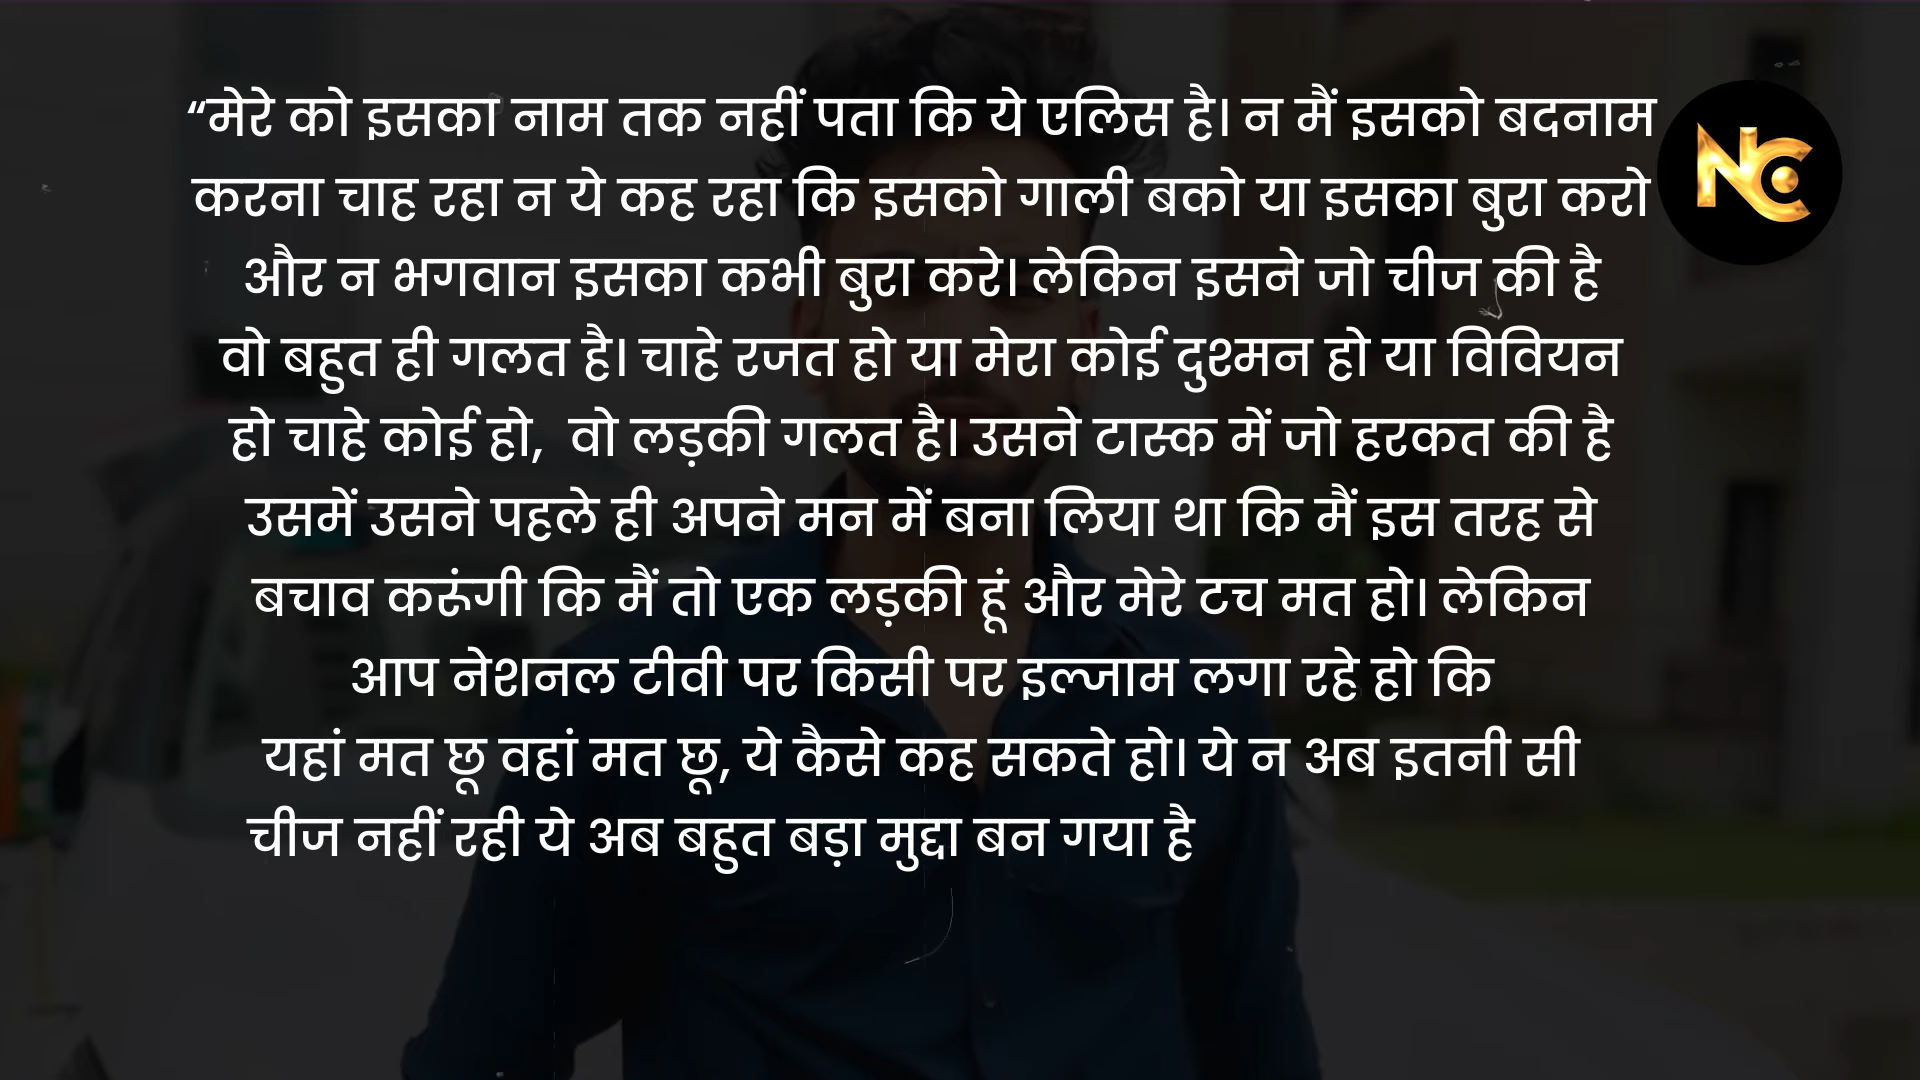 “मेरे को इसका नाम तक नहीं पता कि ये एलिस है। न मैं इसको बदनाम
करना चाह रहा न ये कह रहा कि इसको गाली बको या इसका बुरा करो
और न भगवान इसका कभी बुरा करे। लेकिन इसने जो चीज की है
वो बहुत ही गलत है। चाहे रजत हो या मेरा कोई दुश्मन हो या विवियन
हो चाहे कोई हो,  वो लड़की गलत है। उसने टास्क में जो हरकत की है
उसमें उसने पहले ही अपने मन में बना लिया था कि मैं इस तरह से
बचाव करूंगी कि मैं तो एक लड़की हूं और मेरे टच मत हो। लेकिन
आप नेशनल टीवी पर किसी पर इल्जाम लगा रहे हो कि
यहां मत छू वहां मत छू, ये कैसे कह सकते हो। ये न अब इतनी सी
चीज नहीं रही ये अब बहुत बड़ा मुद्दा बन गया है
NC